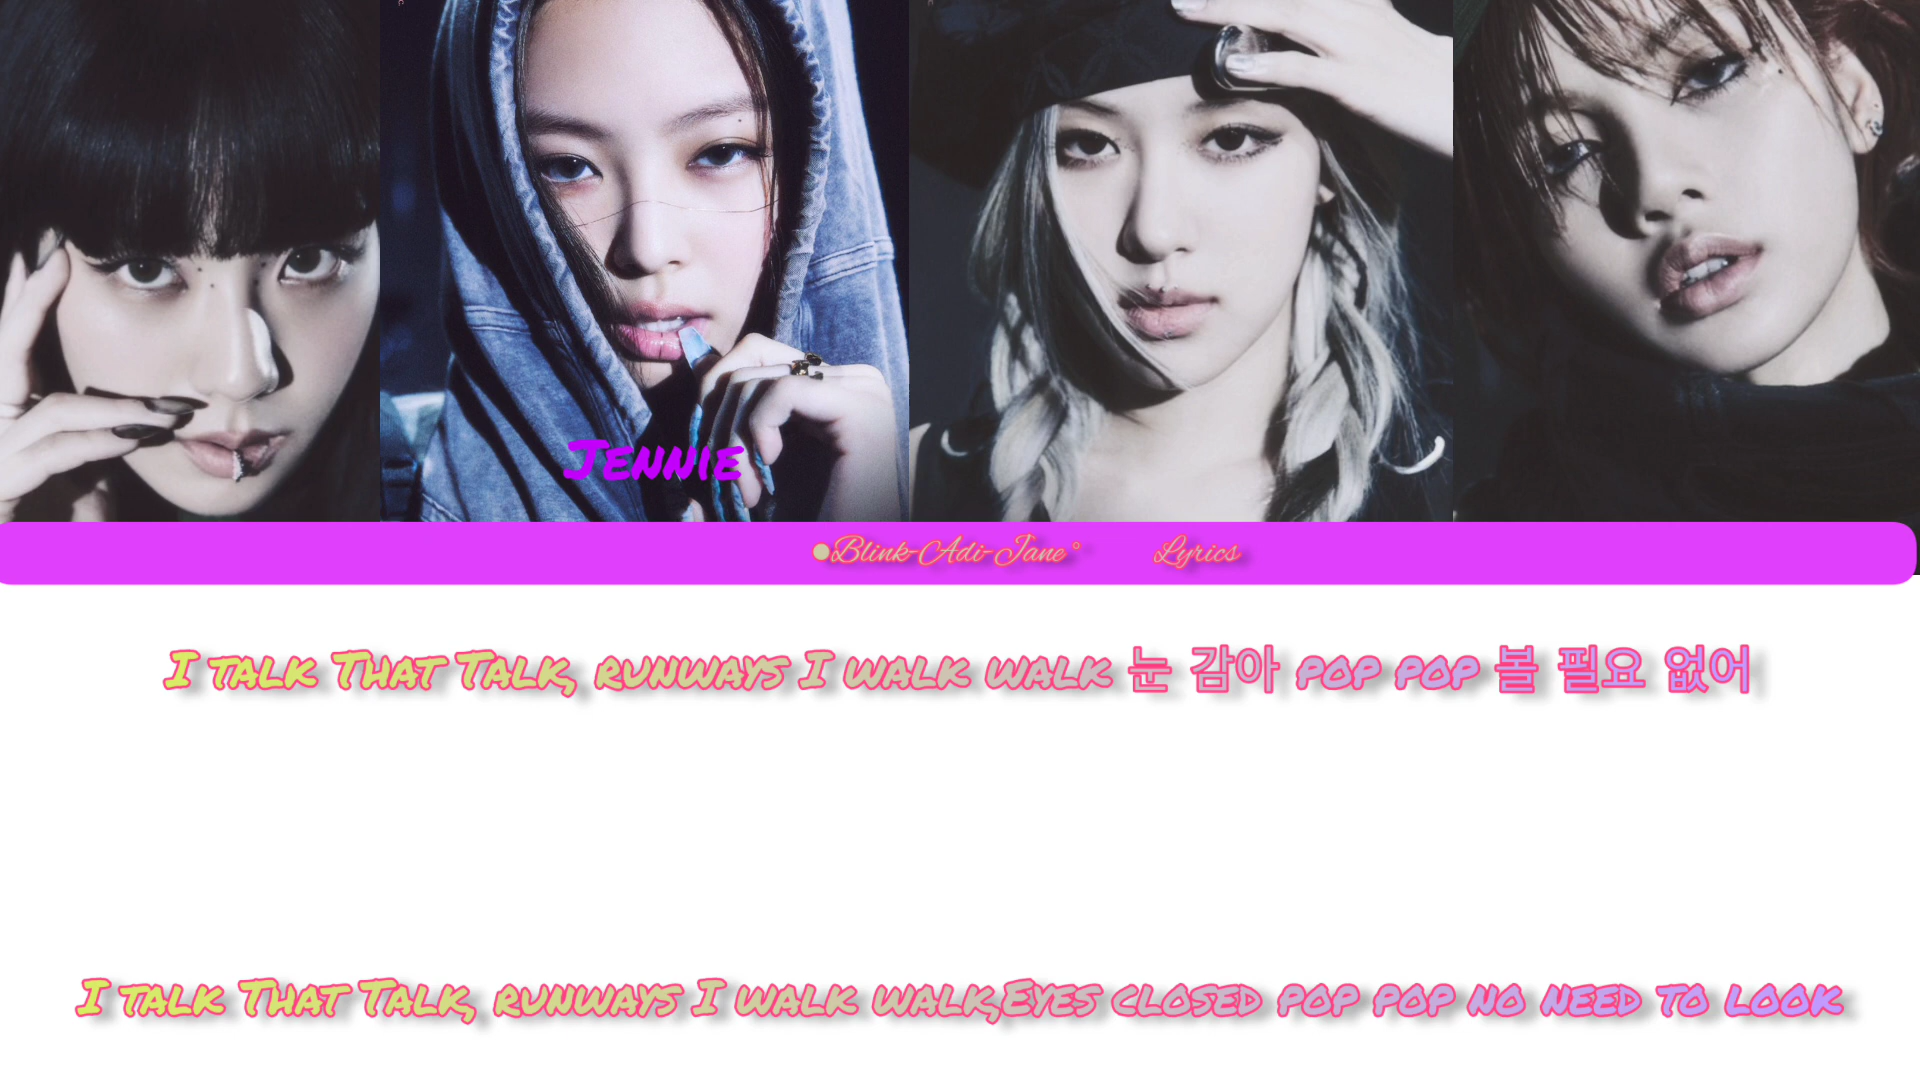 Jennie
●Blink-Adi-Jane° Lyrics
I talk That Talk, runways I walk walk 눈 감아 pop pop 볼 필요 없어
I talk That Talk, runways I walk walk,Eyes closed pop pop no need to look